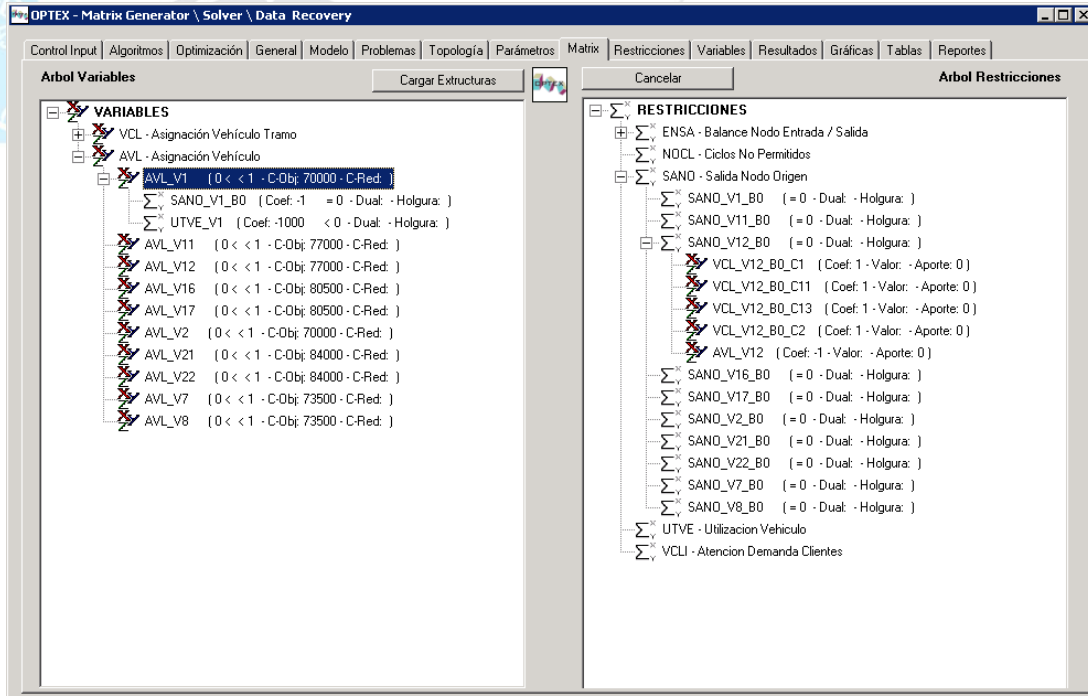 OPTEX - Matrix Generator \ Solver \ Data Recovery
Control Input Algoritmos Optimización General Modelo Problemas Topología Parámetros Matrix Restricciones Variables Resultados Gráficas Tablas Reportes
Arbol Variables
Cargar Extructuras
VARIABLES
VCL - Asignación Vehículo Tramo
AVL - Asignación Vehículo
AVL_V1 ( 0 < < 1 - C-Obj: 70000 - C-Red: )
SANO_V1_B0 (Coef: -1 = 0 - Dual: - Holgura: )
UTVE_V1 (Coef: -1000 < 0 - Dual: - Holgura: )
AVL_V11 ( 0 < < 1 - C-Obj: 77000 - C-Red: )
AVL_V12 ( 0 < < 1 - C-Obj: 77000 - C-Red: )
AVL_V16 ( 0 < < 1 - C-Obj: 80500 - C-Red: )
AVL_V17 ( 0 < < 1 - C-Obj: 80500 - C-Red: )
AVL_V2 ( 0 < < 1 - C-Obj: 70000 - C-Red: )
AVL_V21 ( 0 < < 1 - C-Obj: 84000 - C-Red: )
AVL_V22 ( 0 < < 1 - C-Obj: 84000 - C-Red: )
AVL_V7 ( 0 < < 1 - C-Obj: 73500 - C-Red: )
AVL_V8 ( 0 < < 1 - C-Obj: 73500 - C-Red: )
Cancelar
Arbol Restricciones
RESTRICCIONES
ENSA - Balance Nodo Entrada / Salida
NOCL - Ciclos No Permitidos
SANO - Salida Nodo Origen
SANO_V1_B0 ( = 0 - Dual: - Holgura: )
SANO_V11_B0 ( = 0 - Dual: - Holgura: )
SANO_V12_B0 ( = 0 - Dual: - Holgura: )
VCL_V12_B0_C1 (Coef: 1 - Valor: - Aporte: 0 )
VCL_V12_B0_C11 (Coef: 1 - Valor: - Aporte: 0 )
VCL_V12_B0_C13 (Coef: 1 - Valor: - Aporte: 0 )
VCL_V12_B0_C2 (Coef: 1 - Valor: - Aporte: 0 )
AVL_V12 (Coef: -1 - Valor: - Aporte: 0 )
SANO_V16_B0 ( = 0 - Dual: - Holgura: )
SANO_V17_B0 ( = 0 - Dual: - Holgura: )
SANO_V2_B0 ( = 0 - Dual: - Holgura: )
SANO_V21_B0 ( = 0 - Dual: - Holgura: )
SANO_V22_B0 ( = 0 - Dual: - Holgura: )
SANO_V7_B0 ( = 0 - Dual: - Holgura: )
SANO_V8_B0 ( = 0 - Dual: - Holgura: )
UTVE - Utilizacion Vehiculo
VCLI - Atencion Demanda Clientes